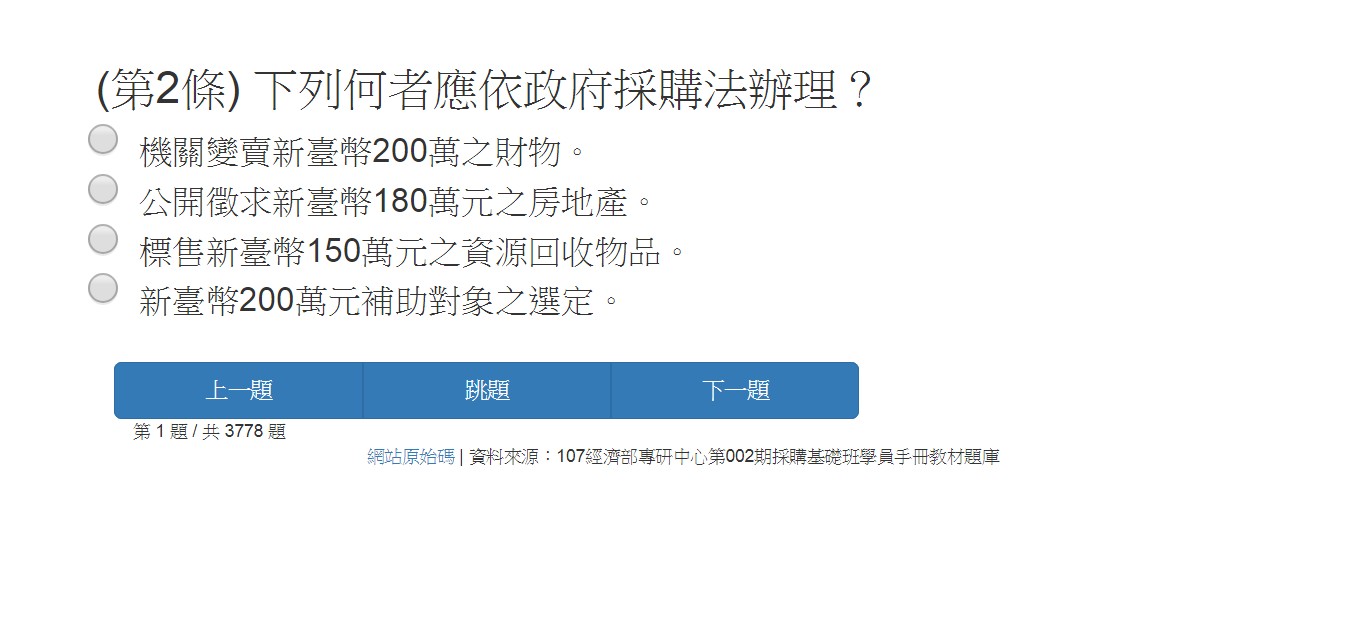 (第2條) 下列何者應依政府採購法辦理？
機關變賣新臺幣200萬之財物。
公開徵求新臺幣180萬元之房地產。
標售新臺幣150萬元之資源回收物品。
新臺幣200萬元補助對象之選定。
上一題 跳題 下一題
第 1 題 / 共 3778 題
網站原始碼 | 資料來源：107經濟部專研中心第002期採購基礎班學員手冊教材題庫